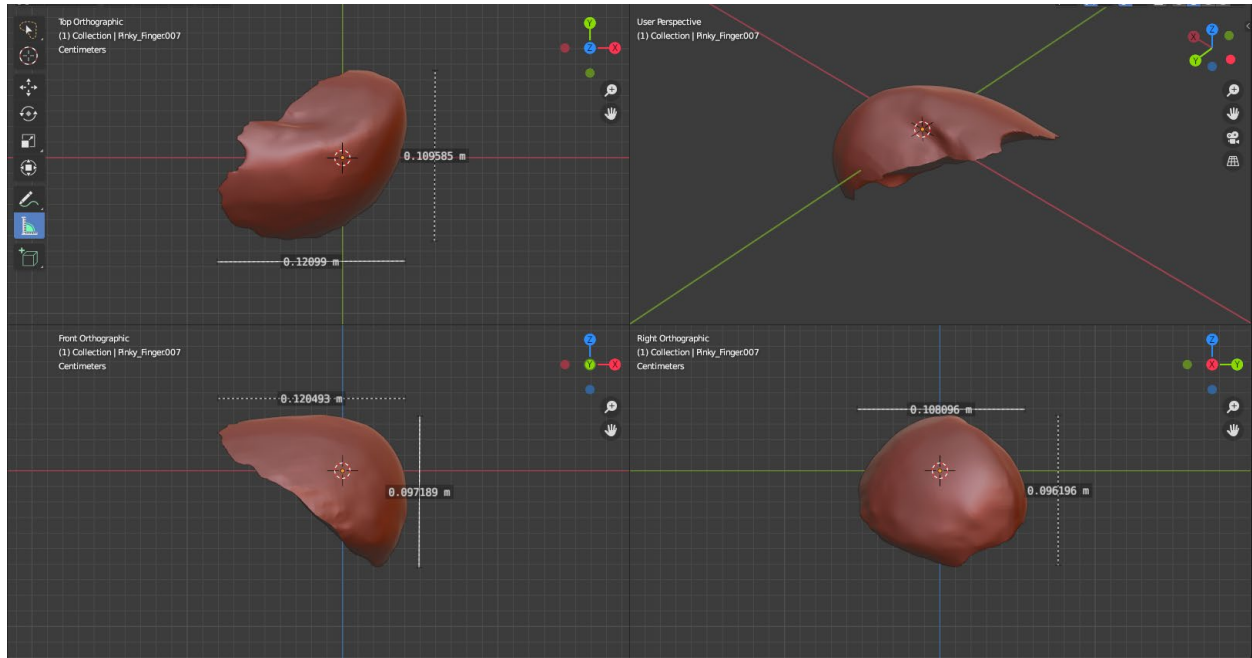 Top Orthographic
(1) Collection | Pinky_Finger.007
Centimeters
Y
Z
X
0.109585 m
0.12099 m
User Perspective
(1) Collection | Pinky_Finger.007
Z
X
Y
Front Orthographic
(1) Collection | Pinky_Finger.007
Centimeters
Z
Y
X
0.120493 m
0.097189 m
Right Orthographic
(1) Collection | Pinky_Finger.007
Centimeters
Z
X
Y
0.108096 m
0.096196 m